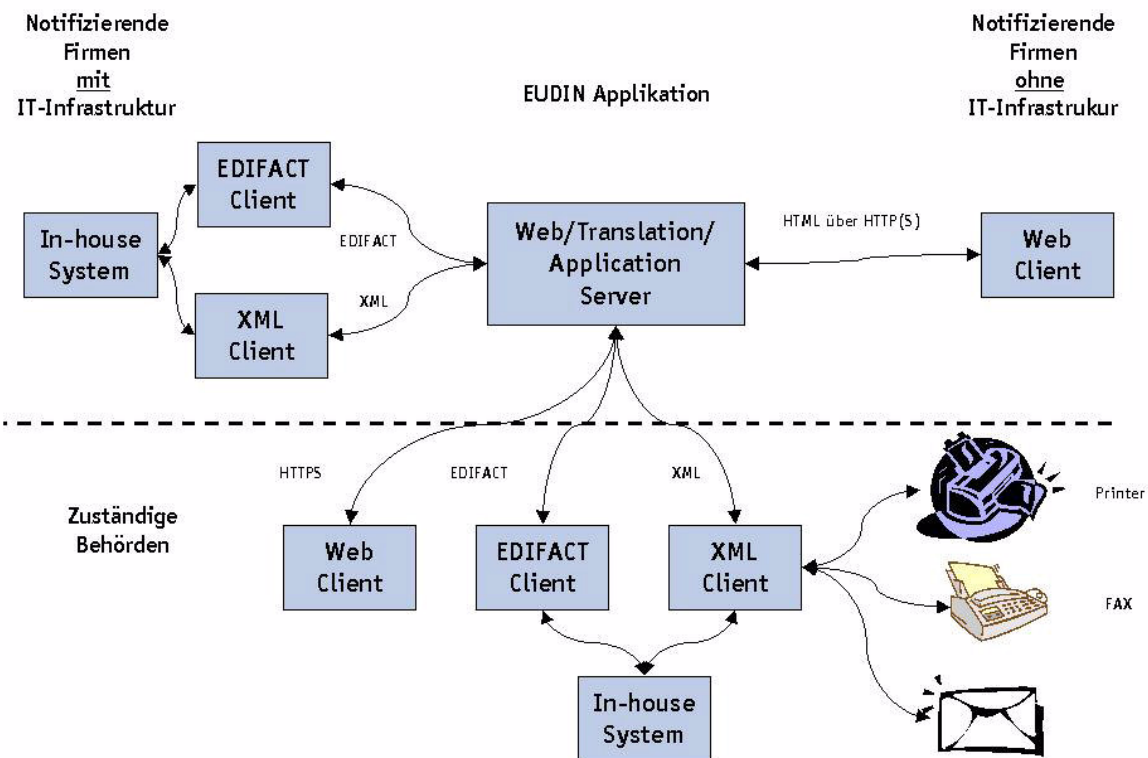 Notifizierende
Firmen
mit
IT-Infrastruktur
EUDIN Applikation
Notifizierende
Firmen
ohne
IT-Infrastrukur
EDIFACT
Client
In-house
System
XML
Client
EDIFACT
XML
Web/Translation/
Application
Server
HTML über HTTP(S)
Web
Client
HTTPS
EDIFACT
XML
Printer
Zuständige
Behörden
Web
Client
EDIFACT
Client
XML
Client
FAX
In-house
System